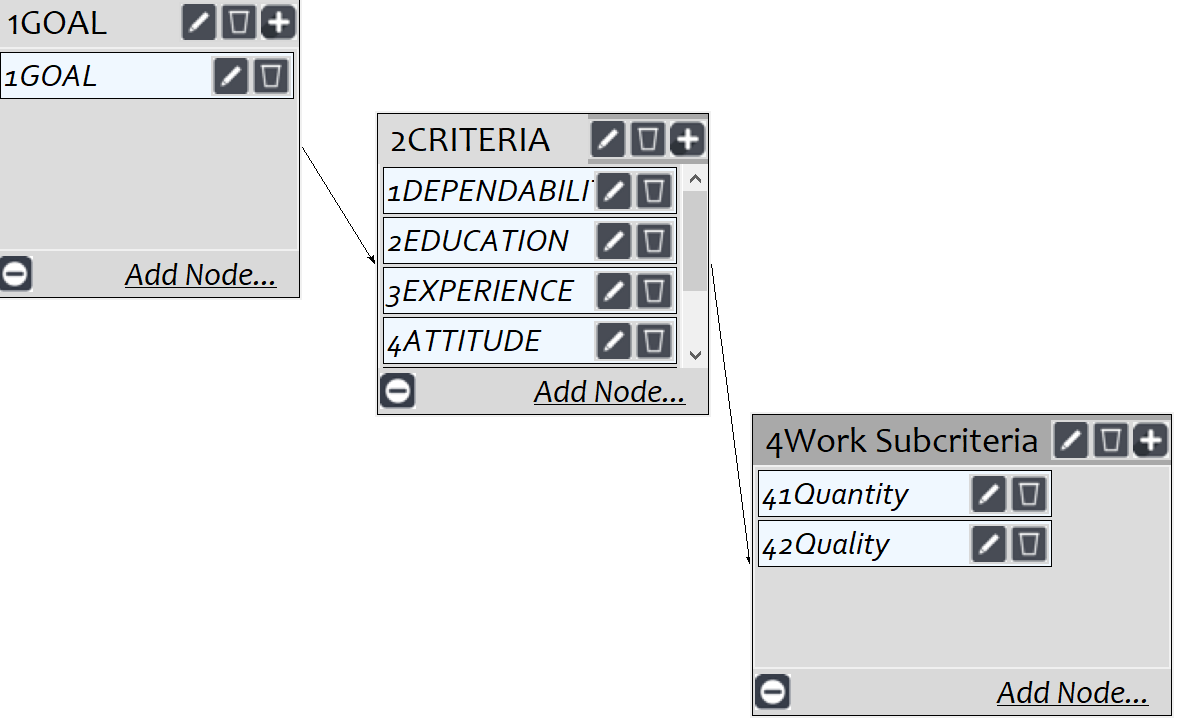 1GOAL
1GOAL
Add Node...
2CRITERIA
1DEPENDABILI
2EDUCATION
3EXPERIENCE
4ATTITUDE
Add Node...
4Work Subcriteria
41Quantity
42Quality
Add Node...